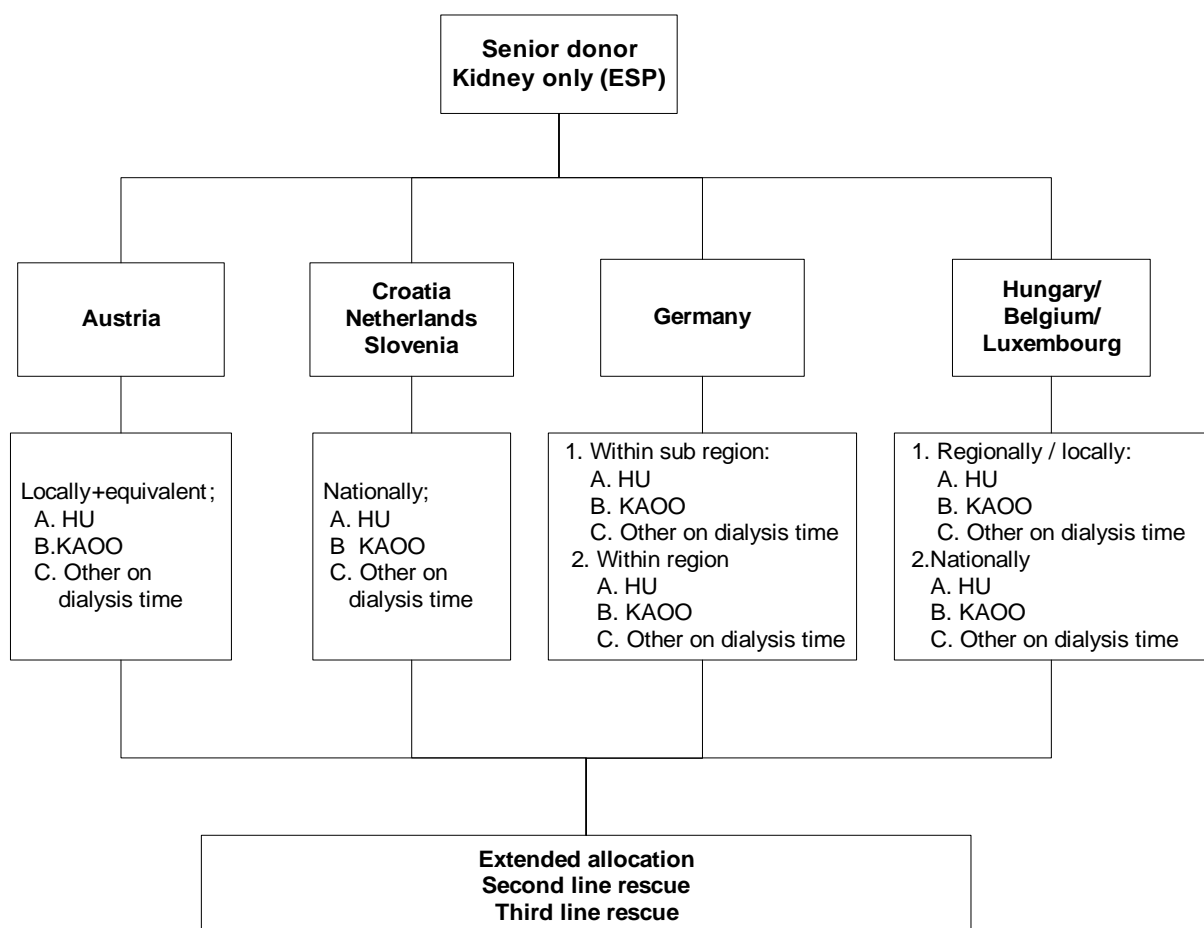 Senior donor
Kidney only (ESP)
Austria
Croatia
Netherlands
Slovenia
Germany
Hungary/
Belgium/
Luxembourg
Locally+equivalent;
A. HU
B.KAOO
C. Other on
dialysis time
Nationally;
A. HU
B KAOO
C. Other on
dialysis time
1. Within sub region:
A. HU
B. KAOO
C. Other on dialysis time
2. Within region
A. HU
B. KAOO
C. Other on dialysis time
1. Regionally / locally:
A. HU
B. KAOO
C. Other on dialysis time
2.Nationally
A. HU
B. KAOO
C. Other on dialysis time
Extended allocation
Second line rescue
Third line rescue